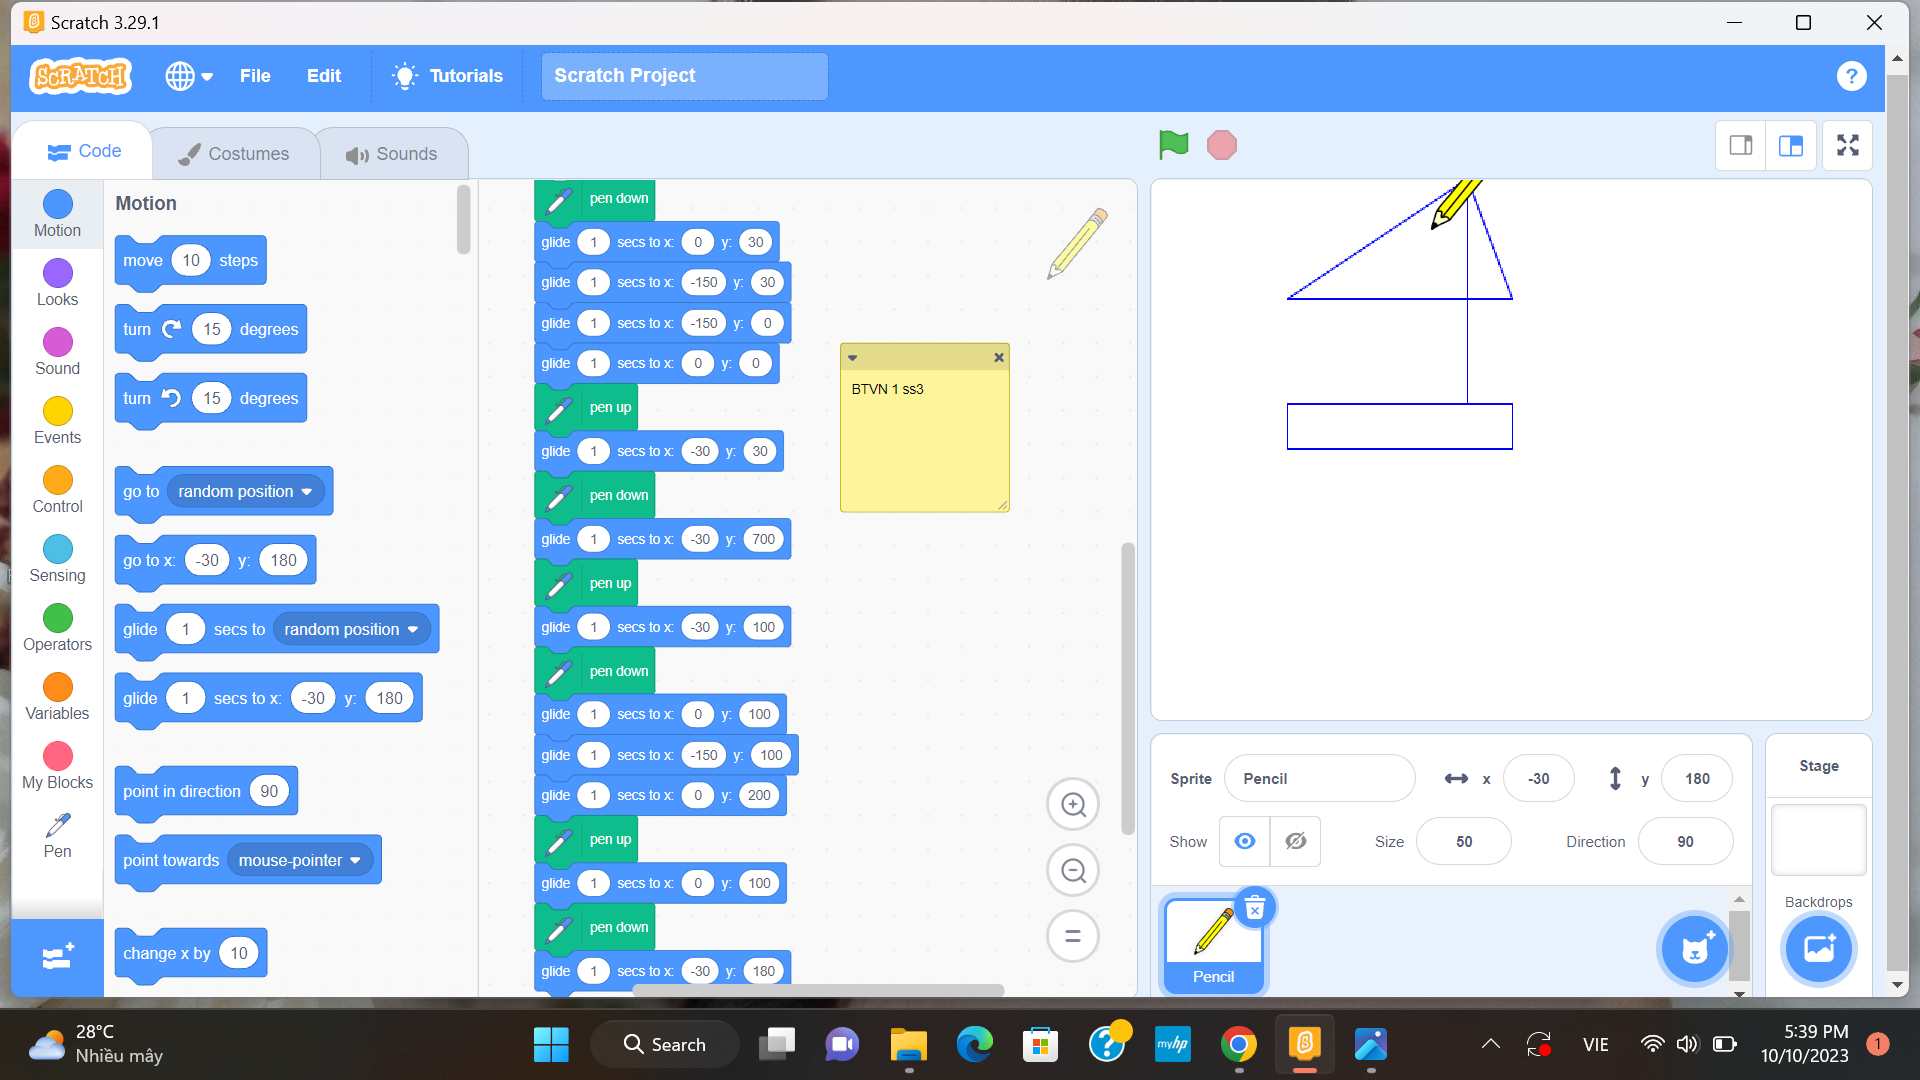 Scratch 3.29.1
SCRATCH File Edit Tutorials Scratch Project ?
Code Costumes Sounds
Motion
Looks
Sound
Events
Control
Sensing
Operators
Variables
My Blocks
Pen
Motion
move 10 steps
turn 15 degrees
turn 15 degrees
go to random position
go to x: -30 y: 180
glide 1 secs to random position
glide 1 secs to x: -30 y: 180
point in direction 90
point towards mouse-pointer
change x by 10
pen down
glide 1 secs to x: 0 y: 30
glide 1 secs to x: -150 y: 30
glide 1 secs to x: -150 y: 0
glide 1 secs to x: 0 y: 0
pen up
glide 1 secs to x: -30 y: 30
pen down
glide 1 secs to x: -30 y: 700
pen up
glide 1 secs to x: -30 y: 100
pen down
glide 1 secs to x: 0 y: 100
glide 1 secs to x: -150 y: 100
glide 1 secs to x: 0 y: 200
pen up
glide 1 secs to x: 0 y: 100
pen down
glide 1 secs to x: -30 y: 180
BTVN 1 ss3
Sprite Pencil x -30 y 180
Show Size 50 Direction 90
Pencil
Stage
Backdrops
28°C
Nhiều mây
Search
myhp
VIE
5:39 PM
10/10/2023
1